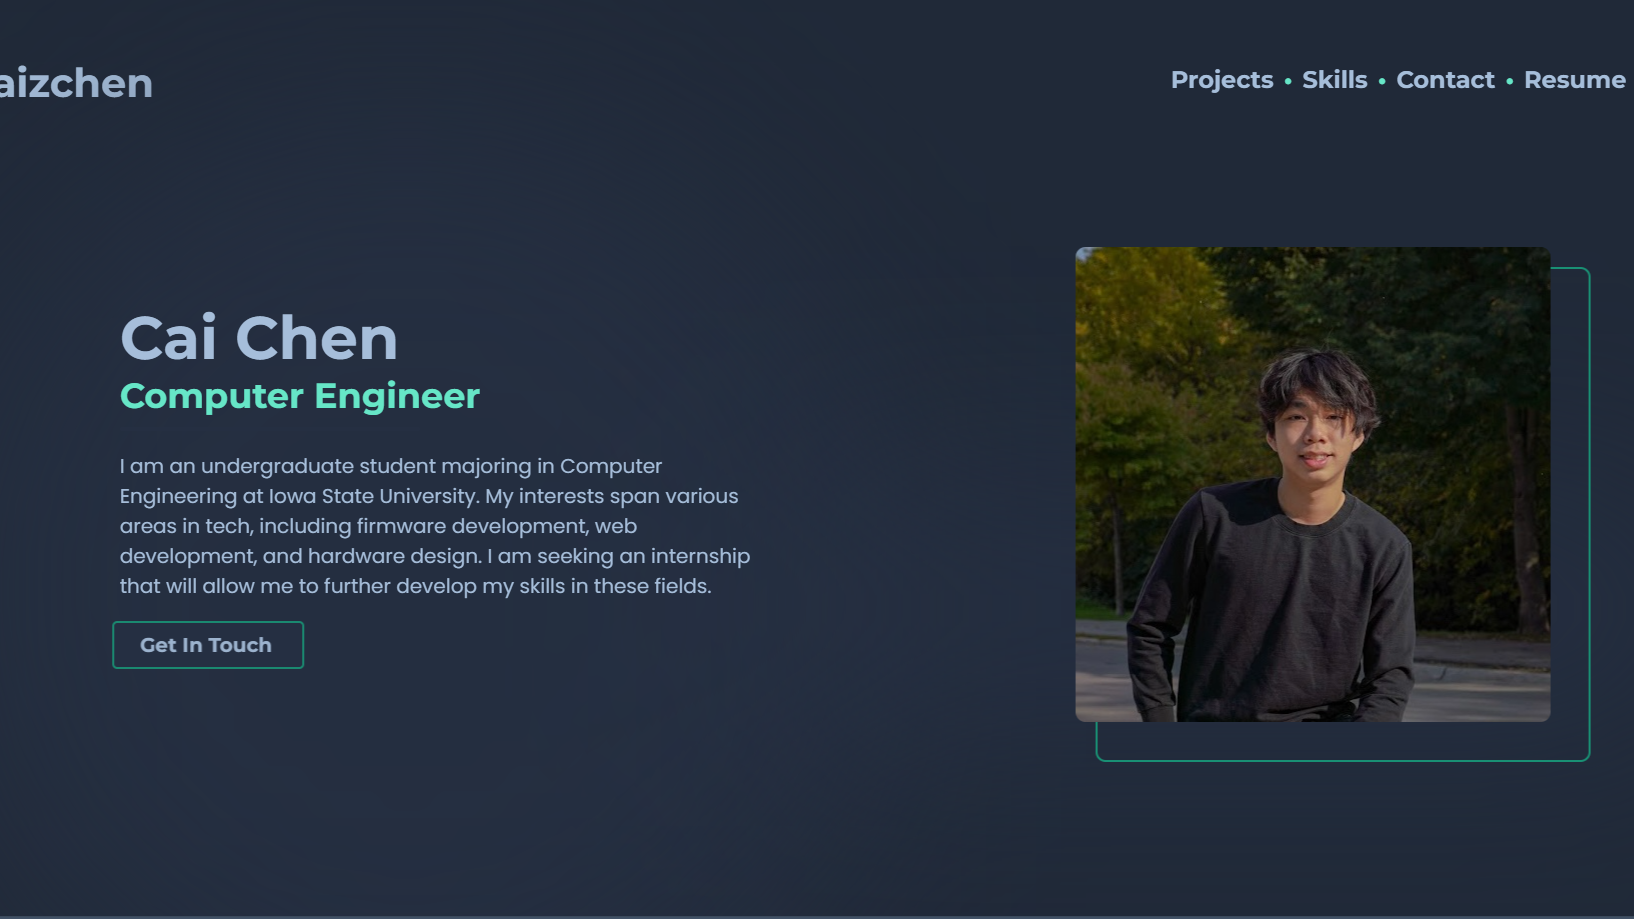 aizchen
Projects • Skills • Contact • Resume
Cai Chen
Computer Engineer
I am an undergraduate student majoring in Computer
Engineering at Iowa State University. My interests span various
areas in tech, including firmware development, web
development, and hardware design. I am seeking an internship
that will allow me to further develop my skills in these fields.
Get In Touch